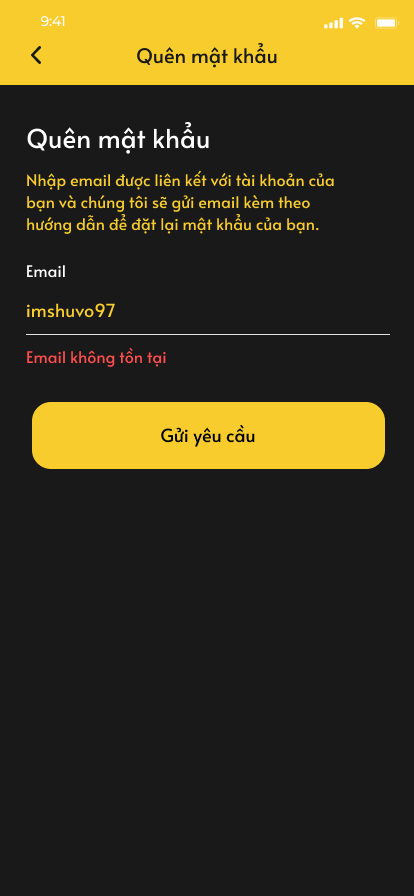 9:41
Quên mật khẩu
Quên mật khẩu
Nhập email được liên kết với tài khoản của
bạn và chúng tôi sẽ gửi email kèm theo
hướng dẫn để đặt lại mật khẩu của bạn.
Email
imshuvo97
Email không tồn tại
Gửi yêu cầu